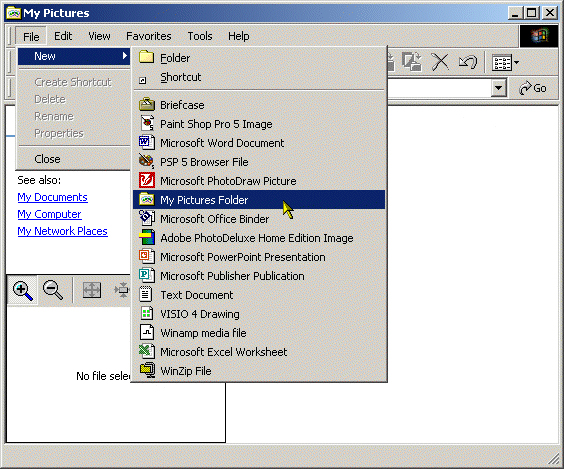 My Pictures
File Edit View Favorites Tools Help
New
Create Shortcut
Delete
Rename
Properties
Close
Folder
Shortcut
Briefcase
Paint Shop Pro 5 Image
Microsoft Word Document
PSP 5 Browser File
Microsoft PhotoDraw Picture
My Pictures Folder
Microsoft Office Binder
Adobe PhotoDeluxe Home Edition Image
Microsoft PowerPoint Presentation
Microsoft Publisher Publication
Text Document
VISIO 4 Drawing
Winamp media file
Microsoft Excel Worksheet
WinZip File
Go
See also:
My Documents
My Computer
My Network Places
No file selec